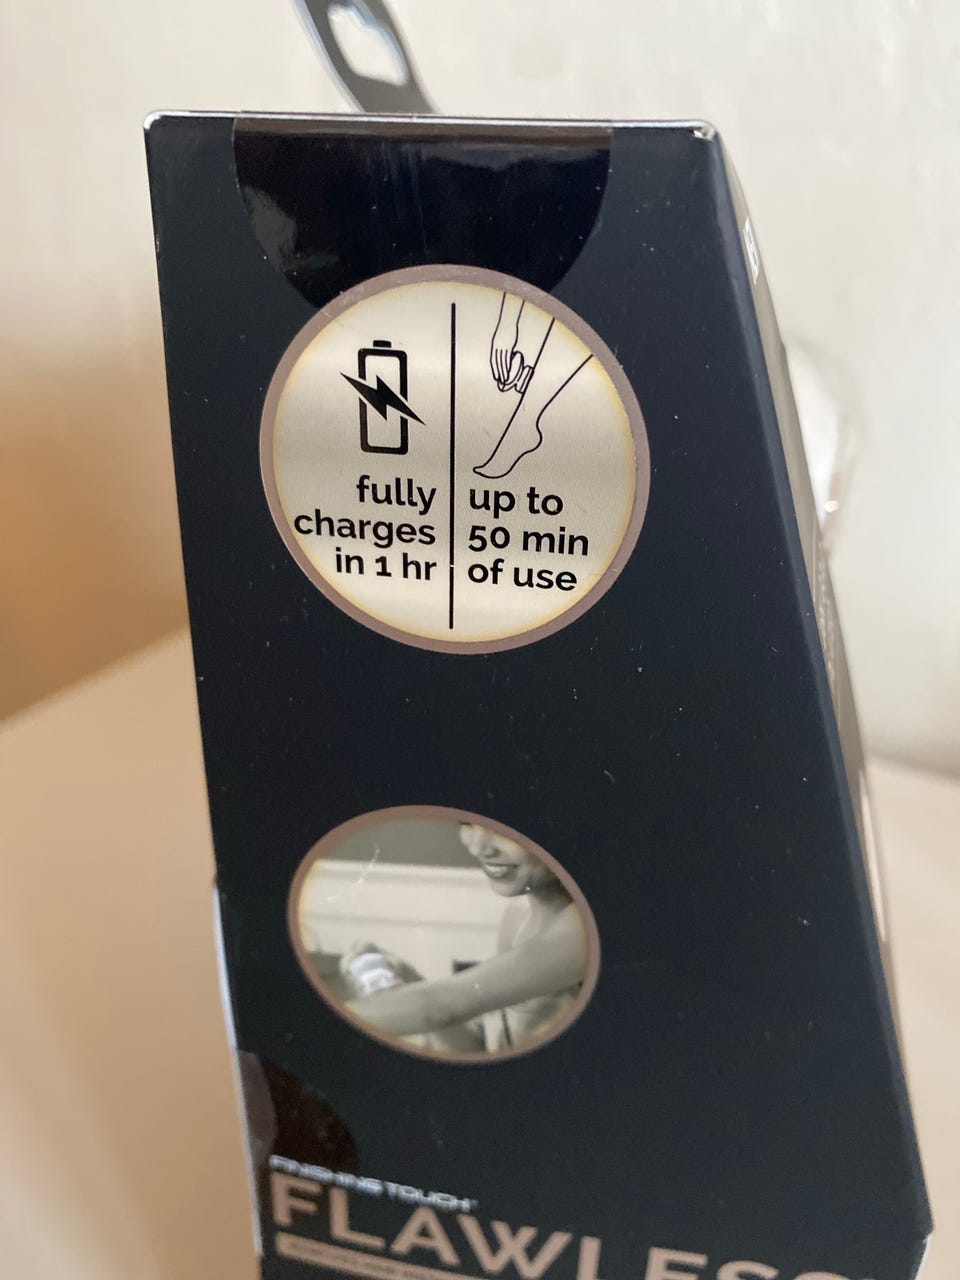 fully
charges
in 1 hr
up to
50 min
of use
FINISHING TOUCH
FLAWLESS